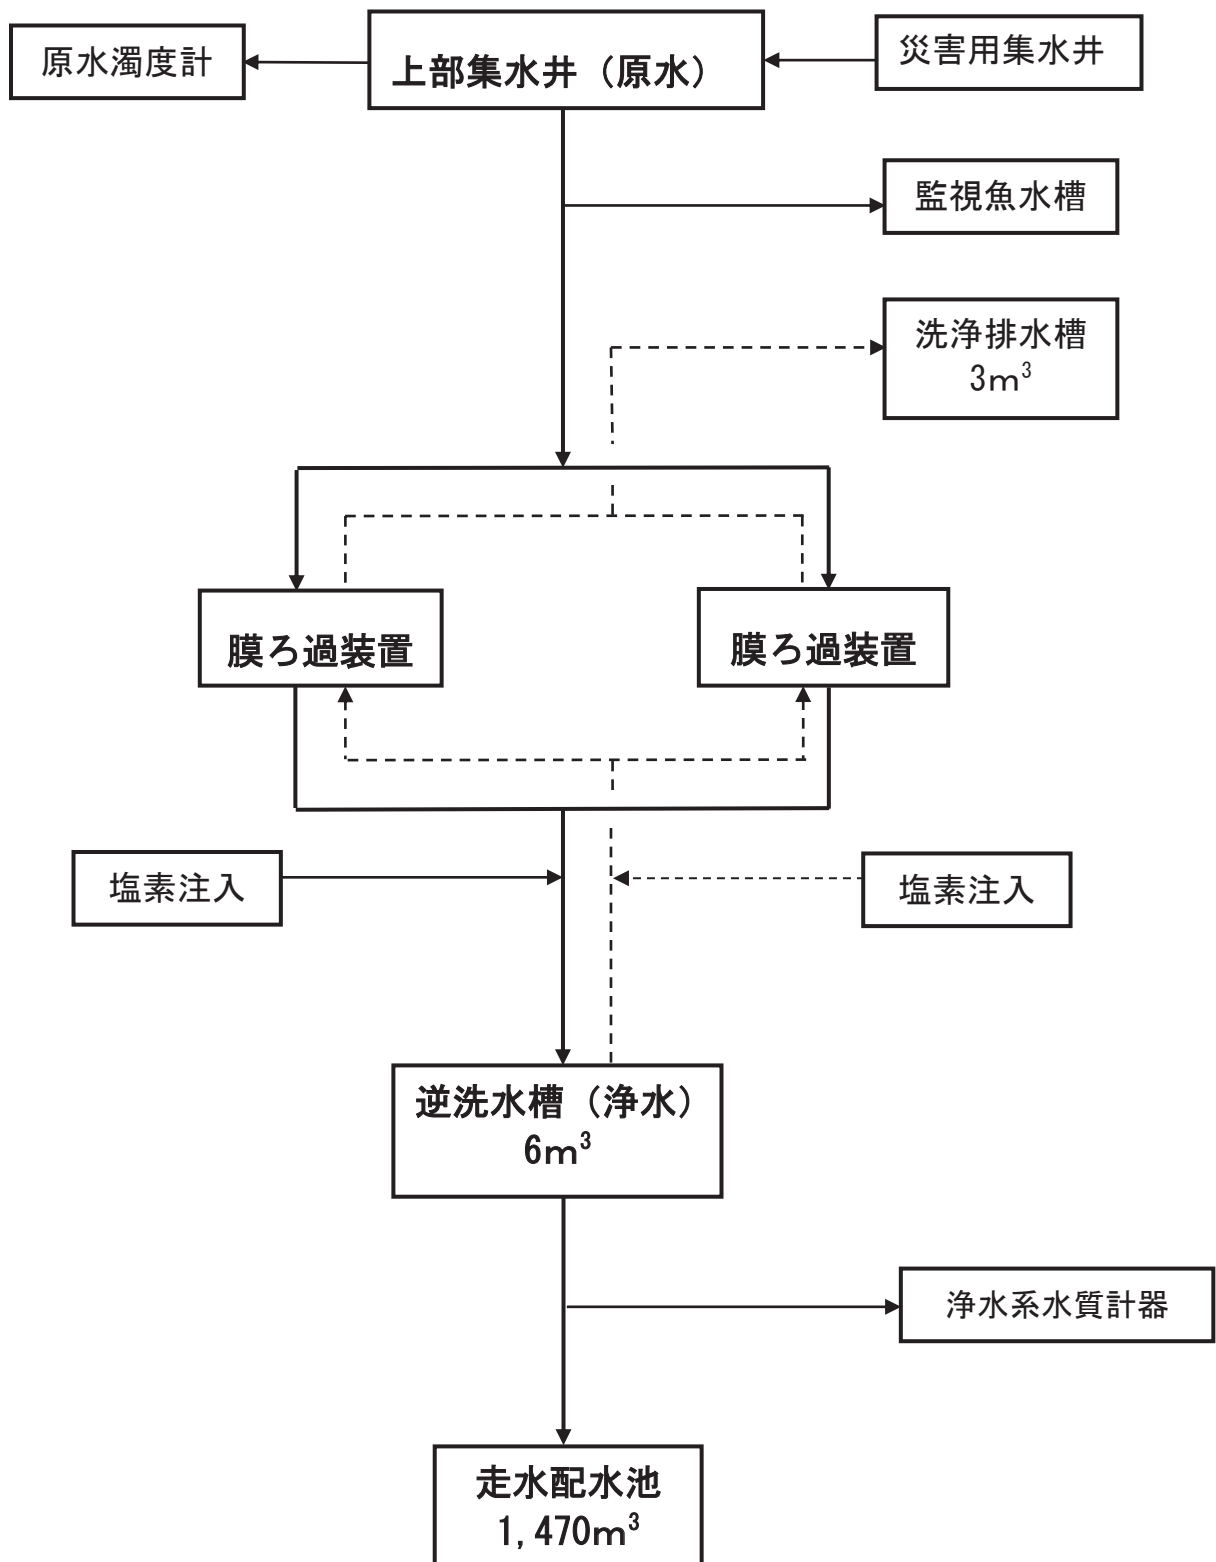 原水濁度計
上部集水井（原水）
災害用集水井
監視魚水槽
洗浄排水槽
3m³
膜ろ過装置
膜ろ過装置
塩素注入
塩素注入
逆洗水槽（浄水）
6m³
浄水系水質計器
走水配水池
1,470m³